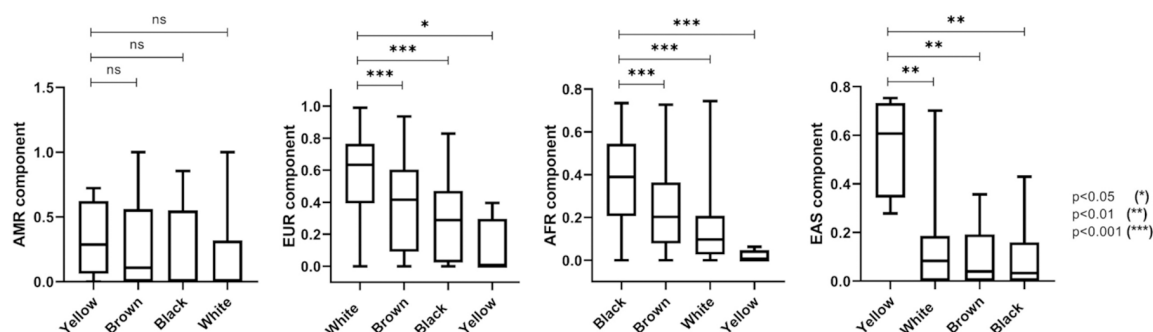 ns
ns
ns
AMR component
1.5
1.0
0.5
0.0
Yellow
Brown
Black
White
*
***
***
EUR component
1.0
0.8
0.6
0.4
0.2
0.0
White
Brown
Black
Yellow
***
***
***
AFR component
0.8
0.6
0.4
0.2
0.0
Black
Brown
White
Yellow
**
**
**
EAS component
0.8
0.6
0.4
0.2
0.0
Yellow
White
Brown
Black
p<0.05 (*)
p<0.01 (**)
p<0.001 (***)